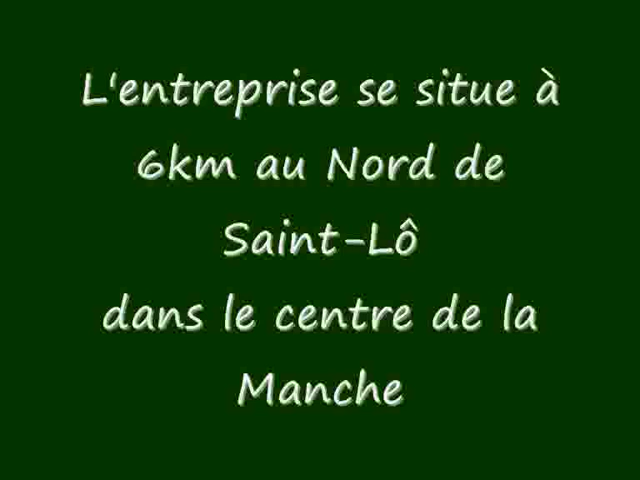 L'entreprise se situe à
6km au Nord de
Saint-Lô
dans le centre de la
Manche